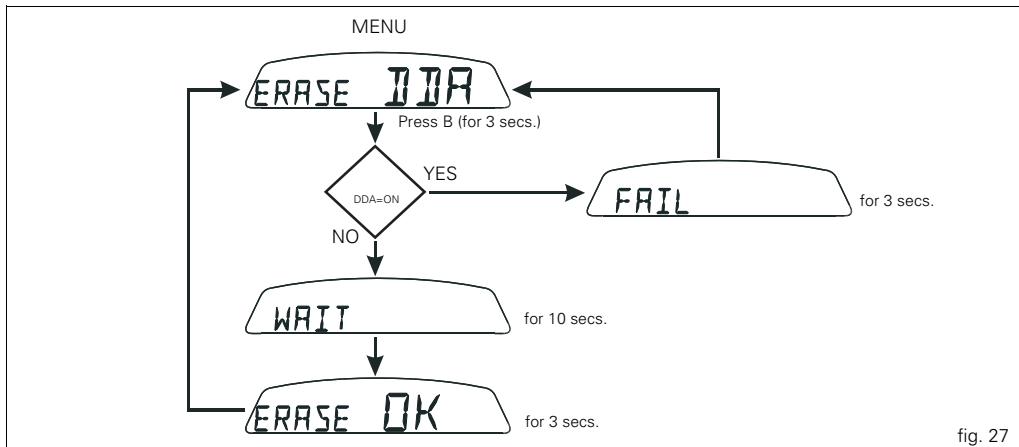 MENU
ERASE DDA
Press B (for 3 secs.)
DDA=ON
YES
FAIL
for 3 secs.
NO
WAIT
for 10 secs.
ERASE OK
for 3 secs.
fig. 27